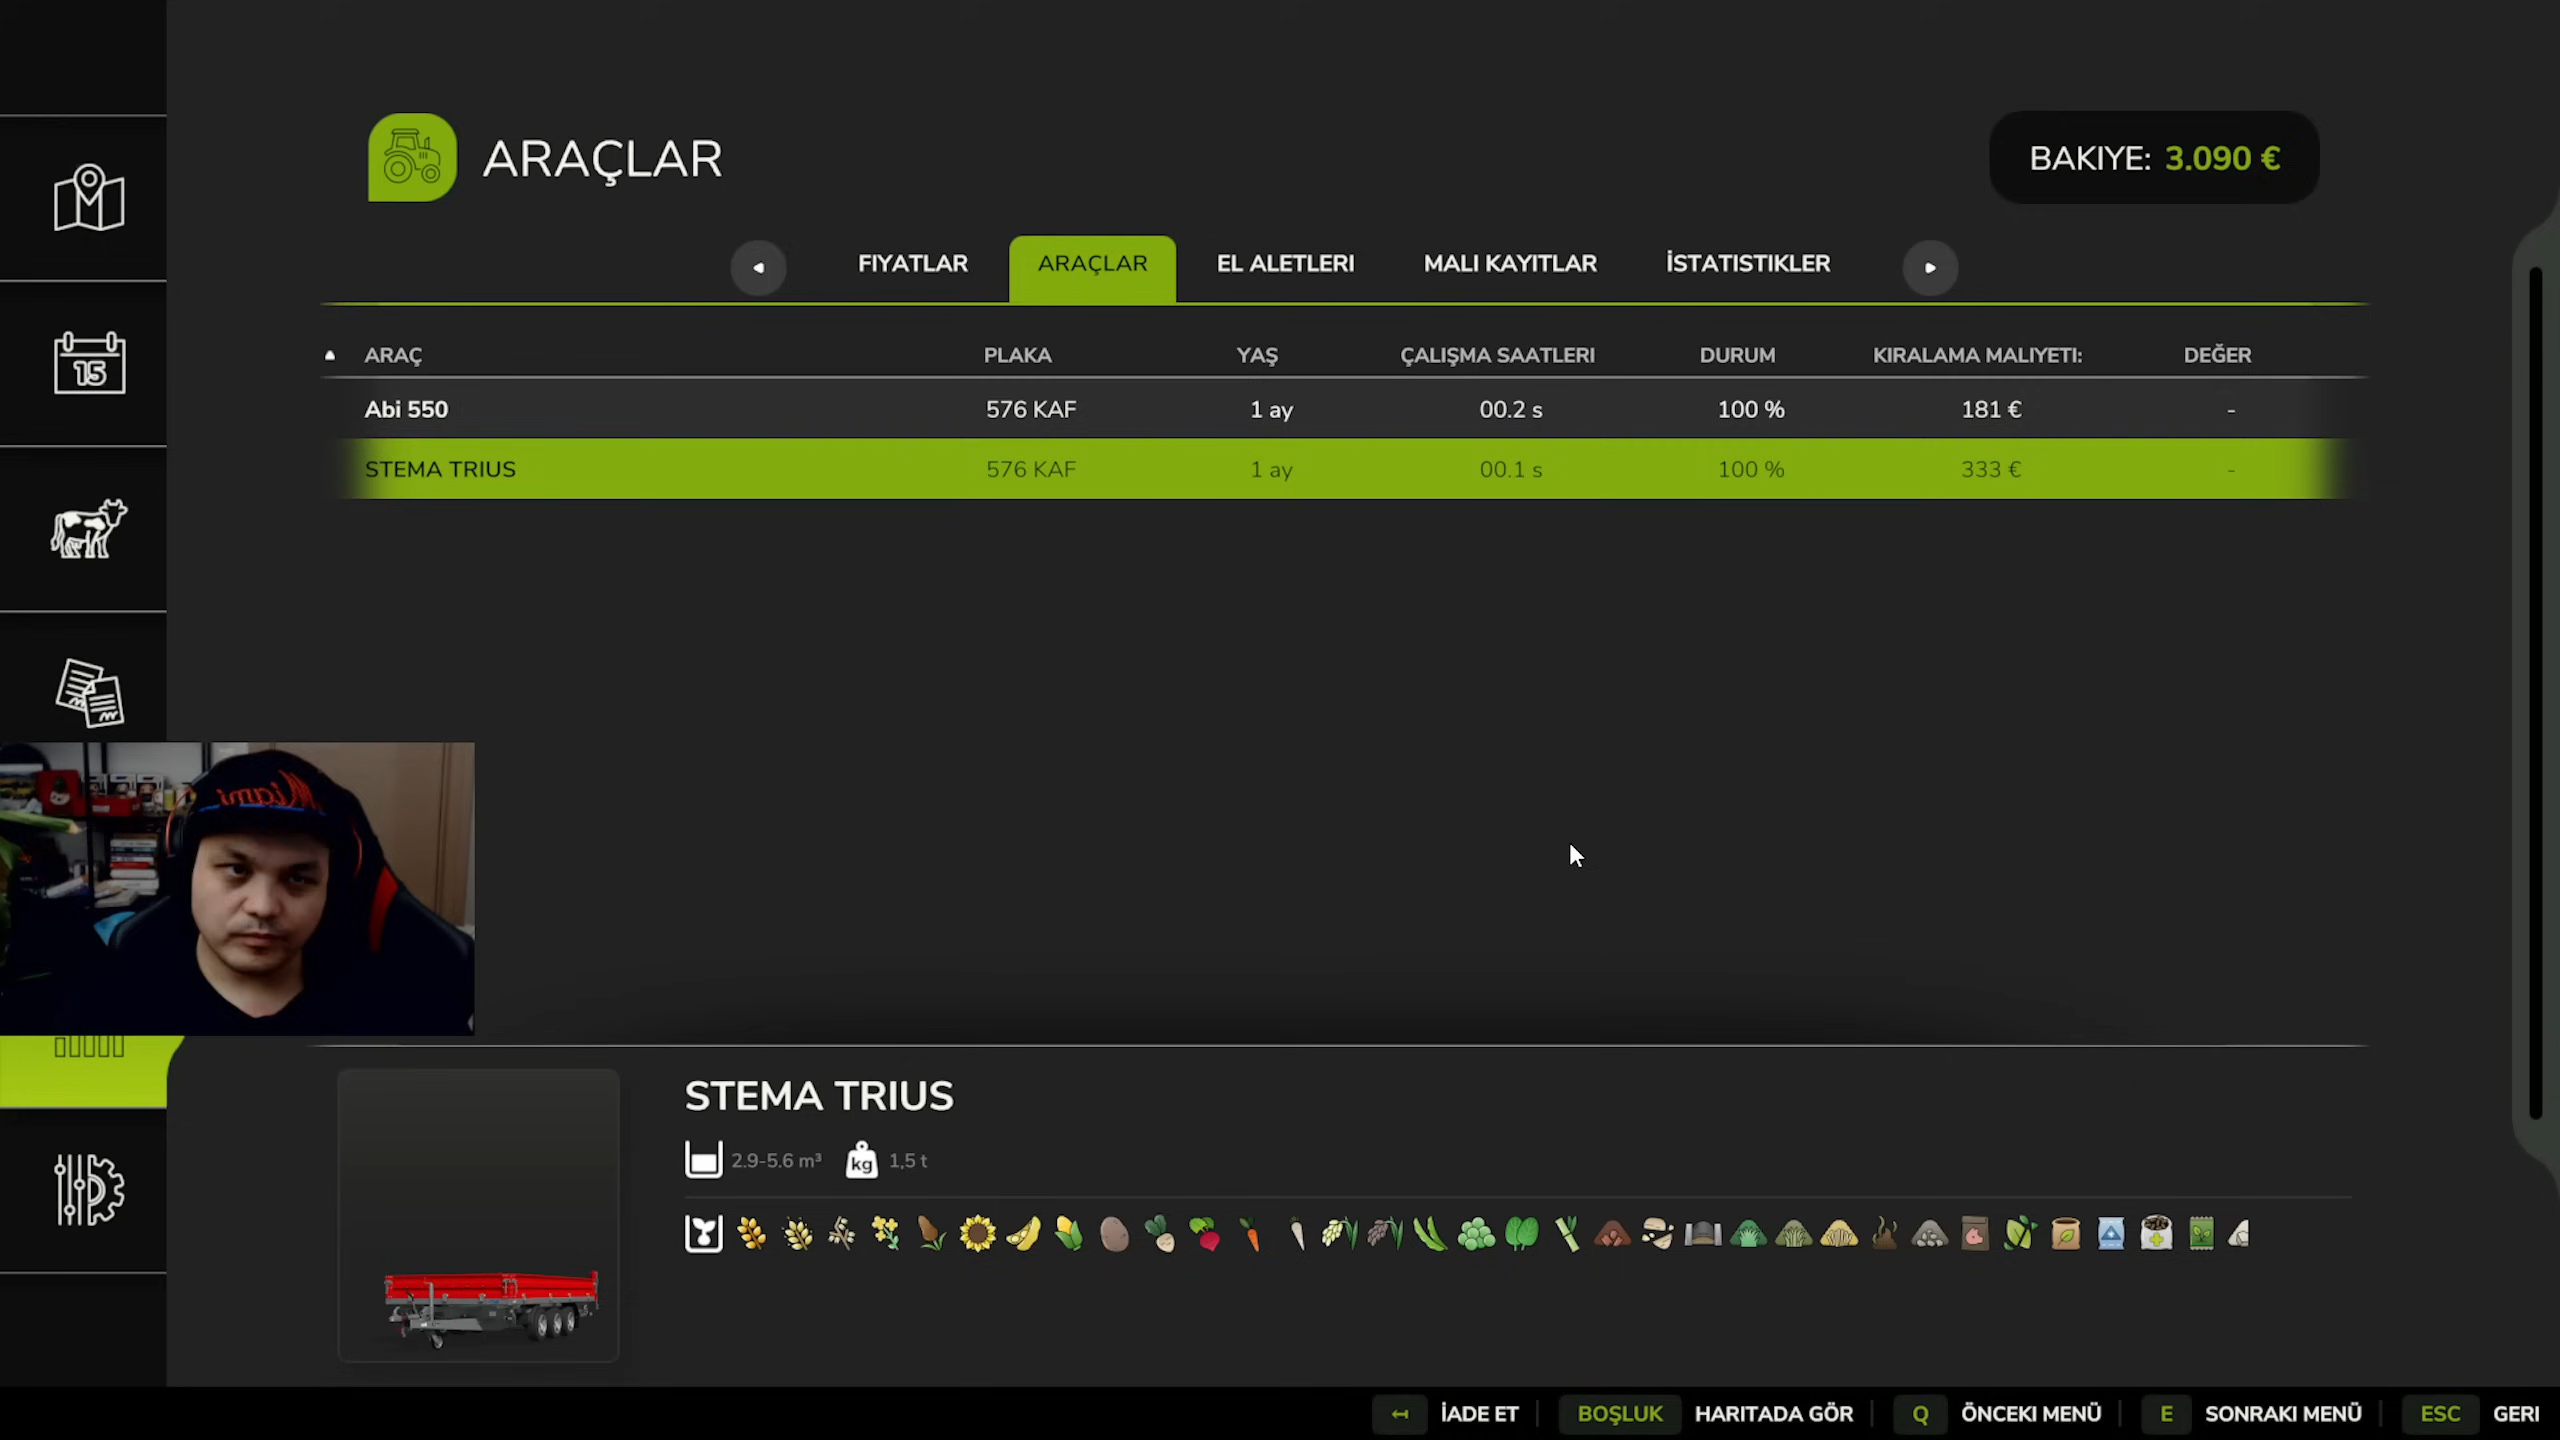 ARAÇLAR
BAKIYE: 3.090 €
FIYATLAR ARAÇLAR EL ALETLERI MALI KAYITLAR İSTATISTIKLER
ARAÇ PLAKA YAŞ ÇALIŞMA SAATLERI DURUM KIRALAMA MALIYETI: DEĞER
Abi 550 576 KAF 1 ay 00.2 s 100 % 181 € -
STEMA TRIUS 576 KAF 1 ay 00.1 s 100 % 333 € -
15
Miami
STEMA TRIUS
2.9-5.6 m³ kg 1,5 t
İADE ET BOŞLUK HARITADA GÖR Q ÖNCEKI MENÜ E SONRAKI MENÜ ESC GERI